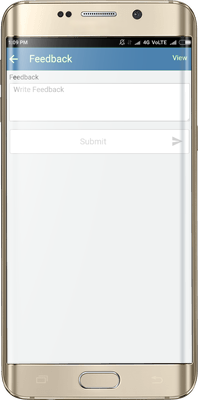 1:09 PM 4G VoLTE
Feedback View
Feedback
Write Feedback
Submit